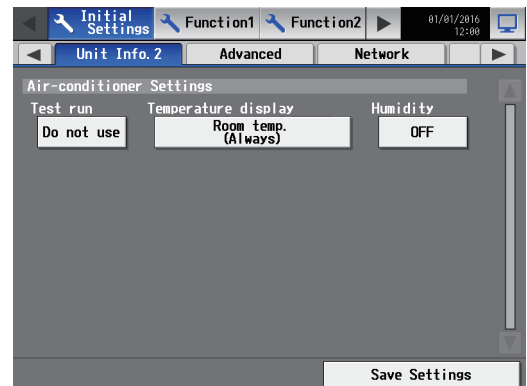 Initial
Settings
Function1
Function2
01/01/2016
12:00
Unit Info.2
Advanced
Network
Air-conditioner Settings
Test run
Temperature display
Humidity
Do not use
Room temp.
(Always)
OFF
Save Settings